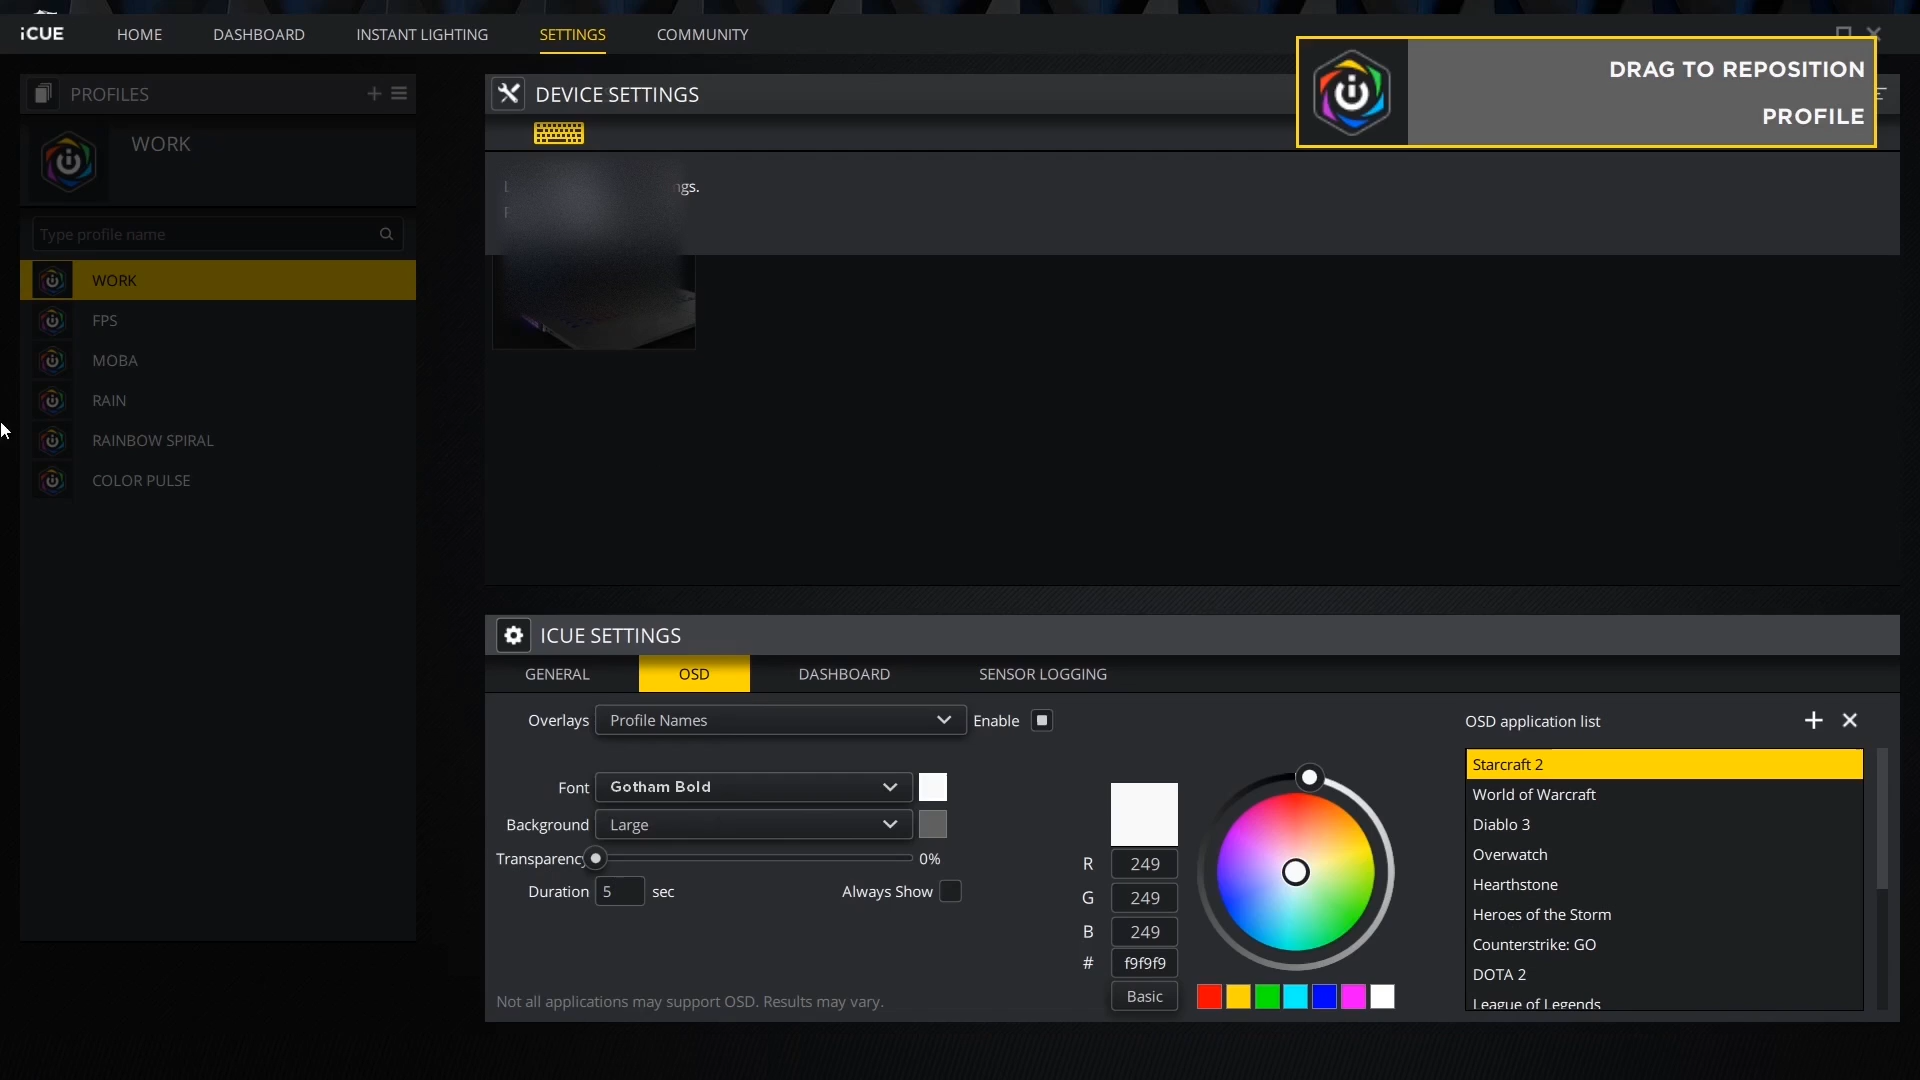 iCUE
HOME
DASHBOARD
INSTANT LIGHTING
SETTINGS
COMMUNITY
DRAG TO REPOSITION
PROFILE
PROFILES
WORK
Type profile name
WORK
FPS
MOBA
RAIN
RAINBOW SPIRAL
COLOR PULSE
DEVICE SETTINGS
ICUE SETTINGS
GENERAL
OSD
DASHBOARD
SENSOR LOGGING
Overlays
Profile Names
Enable
Font
Gotham Bold
Background
Large
Transparency
0%
Duration
5
sec
Always Show
Not all applications may support OSD. Results may vary.
R
249
G
249
B
249
#
f9f9f9
Basic
OSD application list
Starcraft 2
World of Warcraft
Diablo 3
Overwatch
Hearthstone
Heroes of the Storm
Counterstrike: GO
DOTA 2
League of Legends